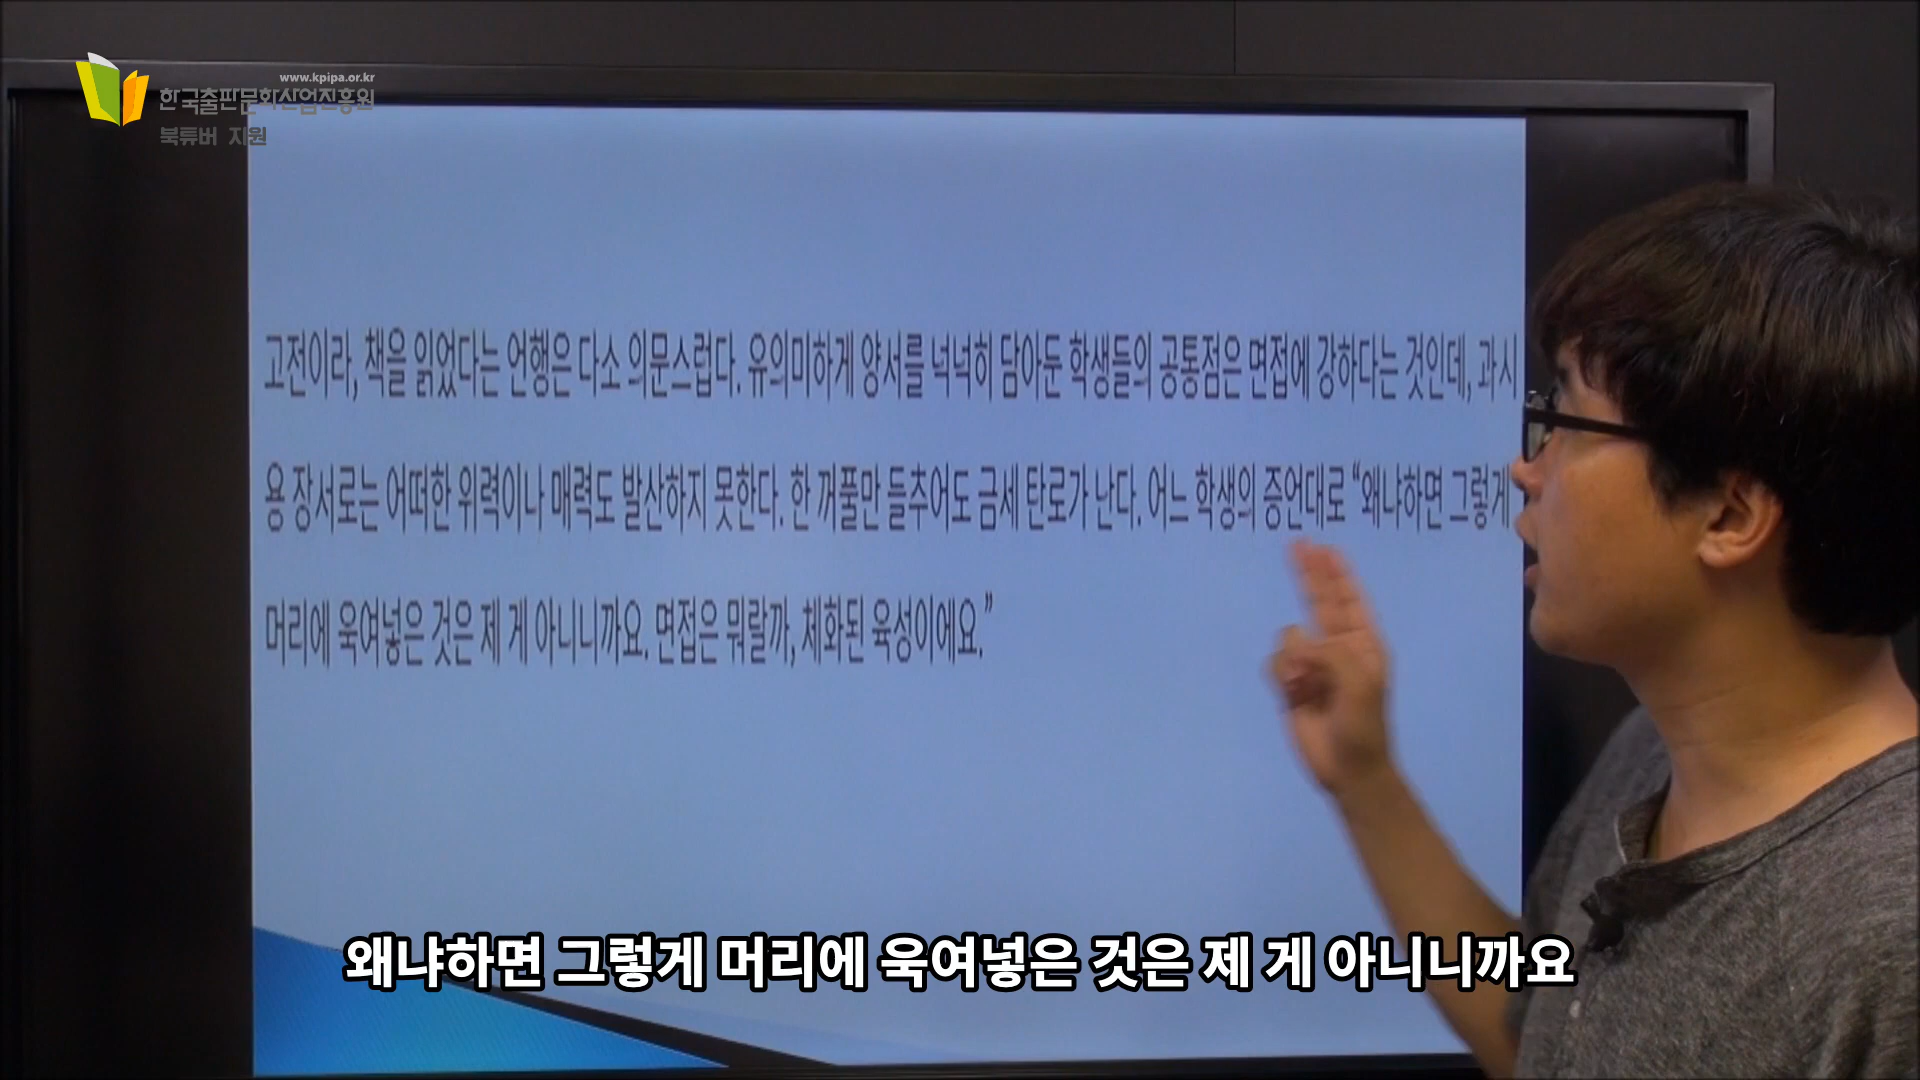 www.kpipa.or.kr
한국출판문화산업진흥원
북튜버 지원
고전이라, 책을 읽었다는 언행은 다소 의문스럽다. 유의미하게 양서를 넉넉히 담아둔 학생들의 공통점은 면접에 강하다는 것인데, 과시
용 장서로는 어떠한 위력이나 매력도 발산하지 못한다. 한 꺼풀만 들추어도 금세 탄로가 난다. 어느 학생의 증언대로 “왜냐하면 그렇게
머리에 욱여넣은 것은 제 게 아니니까요. 면접은 뭐랄까, 체화된 육성이에요.”
왜냐하면 그렇게 머리에 욱여넣은 것은 제 게 아니니까요